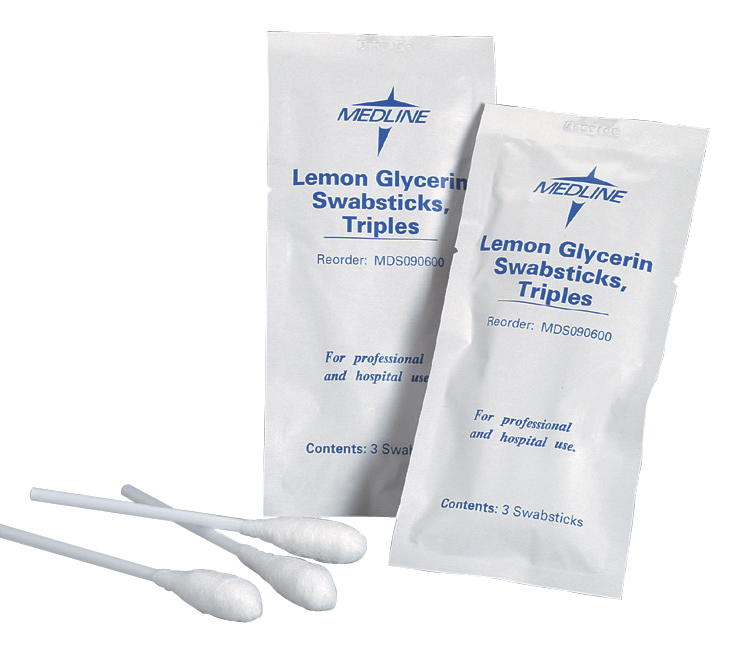 MEDLINE
Lemon Glycerin
Swabsticks,
Triples
Reorder: MDS090600
For professional
and hospital use
Contents: 3 Swab
MEDLINE
Lemon Glycerin
Swabsticks,
Triples
Reorder: MDS090600
For professional
and hospital use.
Contents: 3 Swabsticks